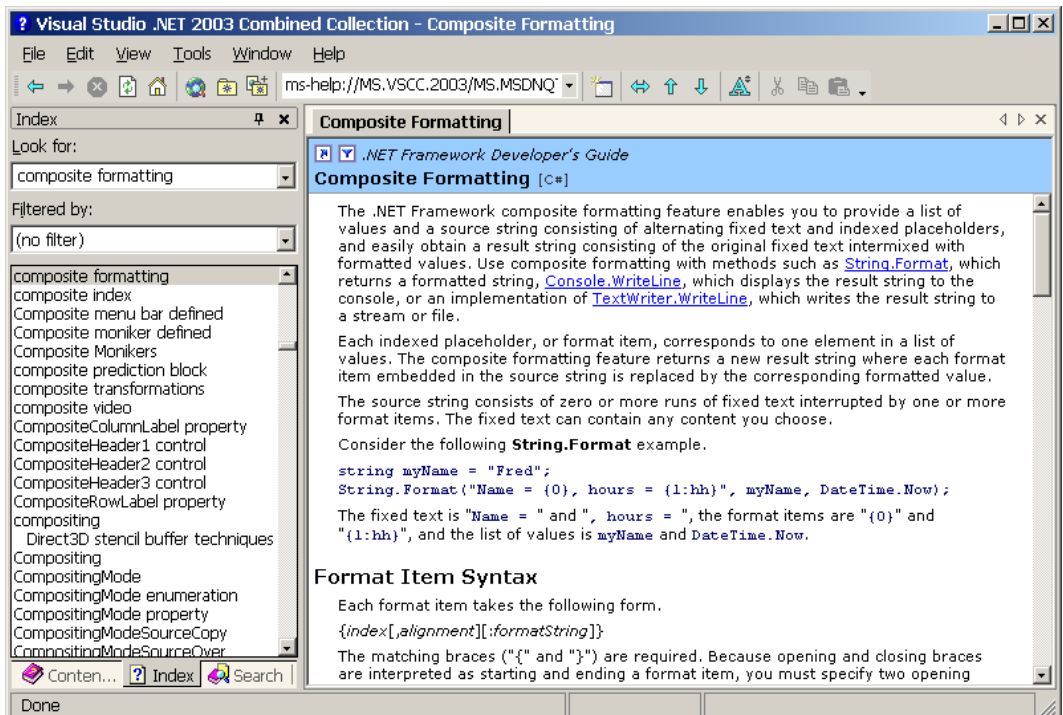 Visual Studio .NET 2003 Combined Collection - Composite Formatting
File Edit View Tools Window Help
ms-help://MS.VSCC.2003/MS.MSDNQ
Index
Look for:
composite formatting
Filtered by:
(no filter)
composite formatting
composite index
Composite menu bar defined
Composite moniker defined
Composite Monikers
composite prediction block
composite transformations
composite video
CompositeColumnLabel property
CompositeHeader1 control
CompositeHeader2 control
CompositeHeader3 control
CompositeRowLabel property
compositing
Direct3D stencil buffer techniques
Compositing
CompositingMode
CompositingMode enumeration
CompositingMode property
CompositingModeSourceCopy
CompositingModeSourceOver
Conten... Index Search
Composite Formatting
.NET Framework Developer's Guide
Composite Formatting [C#]
The .NET Framework composite formatting feature enables you to provide a list of
values and a source string consisting of alternating fixed text and indexed placeholders,
and easily obtain a result string consisting of the original fixed text intermixed with
formatted values. Use composite formatting with methods such as String.Format, which
returns a formatted string, Console.WriteLine, which displays the result string to the
console, or an implementation of TextWriter.WriteLine, which writes the result string to
a stream or file.
Each indexed placeholder, or format item, corresponds to one element in a list of
values. The composite formatting feature returns a new result string where each format
item embedded in the source string is replaced by the corresponding formatted value.
The source string consists of zero or more runs of fixed text interrupted by one or more
format items. The fixed text can contain any content you choose.
Consider the following String.Format example.
string myName = "Fred";
String.Format("Name = {0}, hours = {1:hh}", myName, DateTime.Now);
The fixed text is "Name = " and ", hours = ", the format items are "{0}" and
"{1:hh}", and the list of values is myName and DateTime.Now.
Format Item Syntax
Each format item takes the following form.
{index[,alignment][:formatString]}
The matching braces ("{" and "}") are required. Because opening and closing braces
are interpreted as starting and ending a format item, you must specify two opening
Done